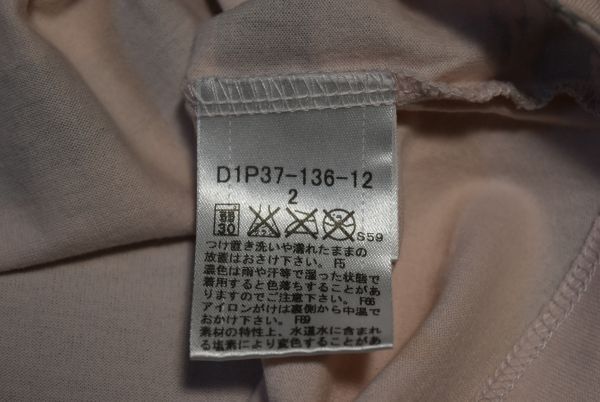 D1P37-136-12
2
30
S59
つけ置き洗いや濡れたままの
放置はおさけ下さい。F5
濃色は雨や汗等で湿った状態で
着用すると色落ちすることがあ
りますのでご注意下さい。F66
アイロンがけは裏側から中温で
おかけ下さい。F69
素材の特性上、水道水に含まれ
る塩素により変色することがあ